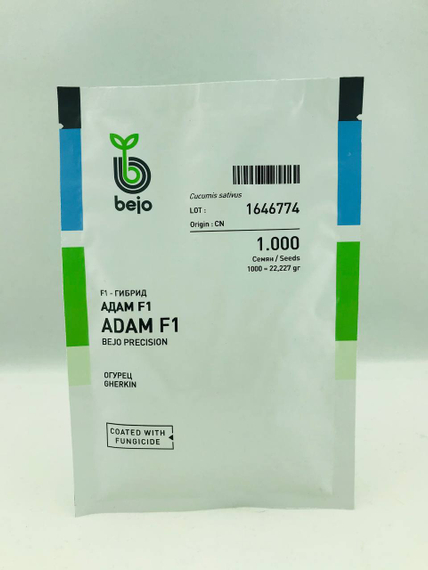 bejo
Cucumis sativus
LOT : 1646774
Origin : CN
1.000
Семян / Seeds
1000 = 22,227 gr
F1 - ГИБРИД
АДАМ F1
ADAM F1
BEJO PRECISION
ОГУРЕЦ
GHERKIN
COATED WITH
FUNGICIDE